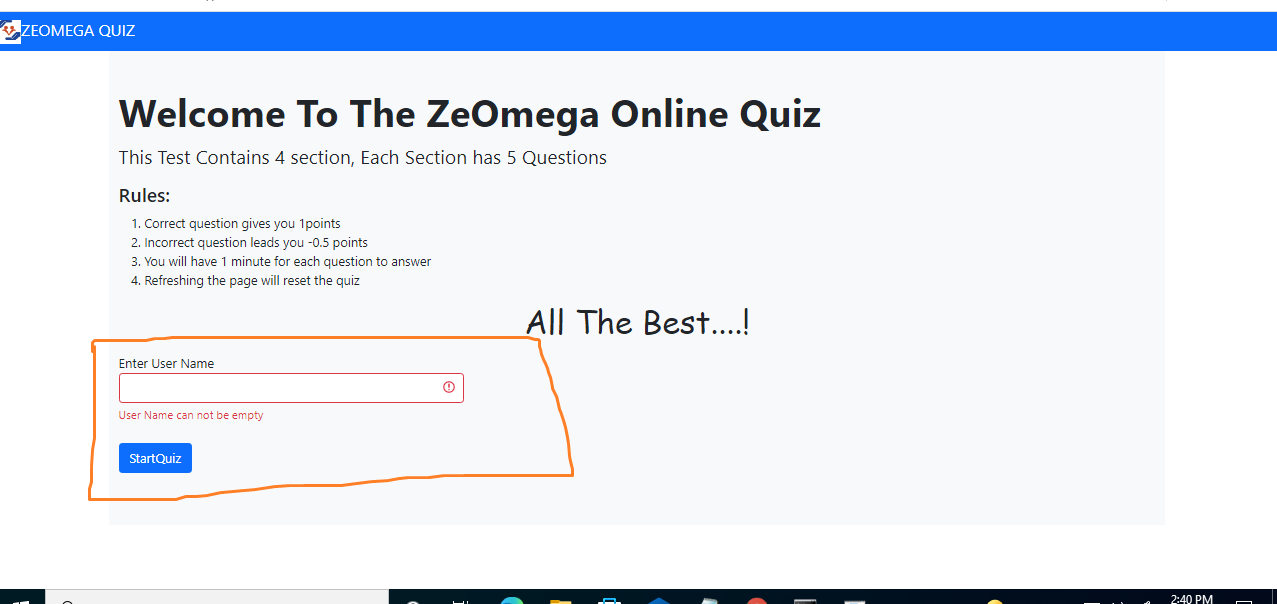 ZEOMEGA QUIZ
Welcome To The ZeOmega Online Quiz
This Test Contains 4 section, Each Section has 5 Questions
Rules:
1. Correct question gives you 1points
2. Incorrect question leads you -0.5 points
3. You will have 1 minute for each question to answer
4. Refreshing the page will reset the quiz
All The Best....!
Enter User Name
User Name can not be empty
StartQuiz
2:40 PM